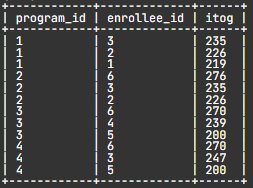 +------------+-------------+------+
| program_id | enrollee_id | itog |
+------------+-------------+------+
| 1          | 3           | 235  |
| 1          | 2           | 226  |
| 1          | 1           | 219  |
| 2          | 6           | 276  |
| 2          | 3           | 235  |
| 2          | 2           | 226  |
| 3          | 6           | 270  |
| 3          | 4           | 239  |
| 3          | 5           | 200  |
| 4          | 6           | 270  |
| 4          | 3           | 247  |
| 4          | 5           | 200  |
+------------+-------------+------+